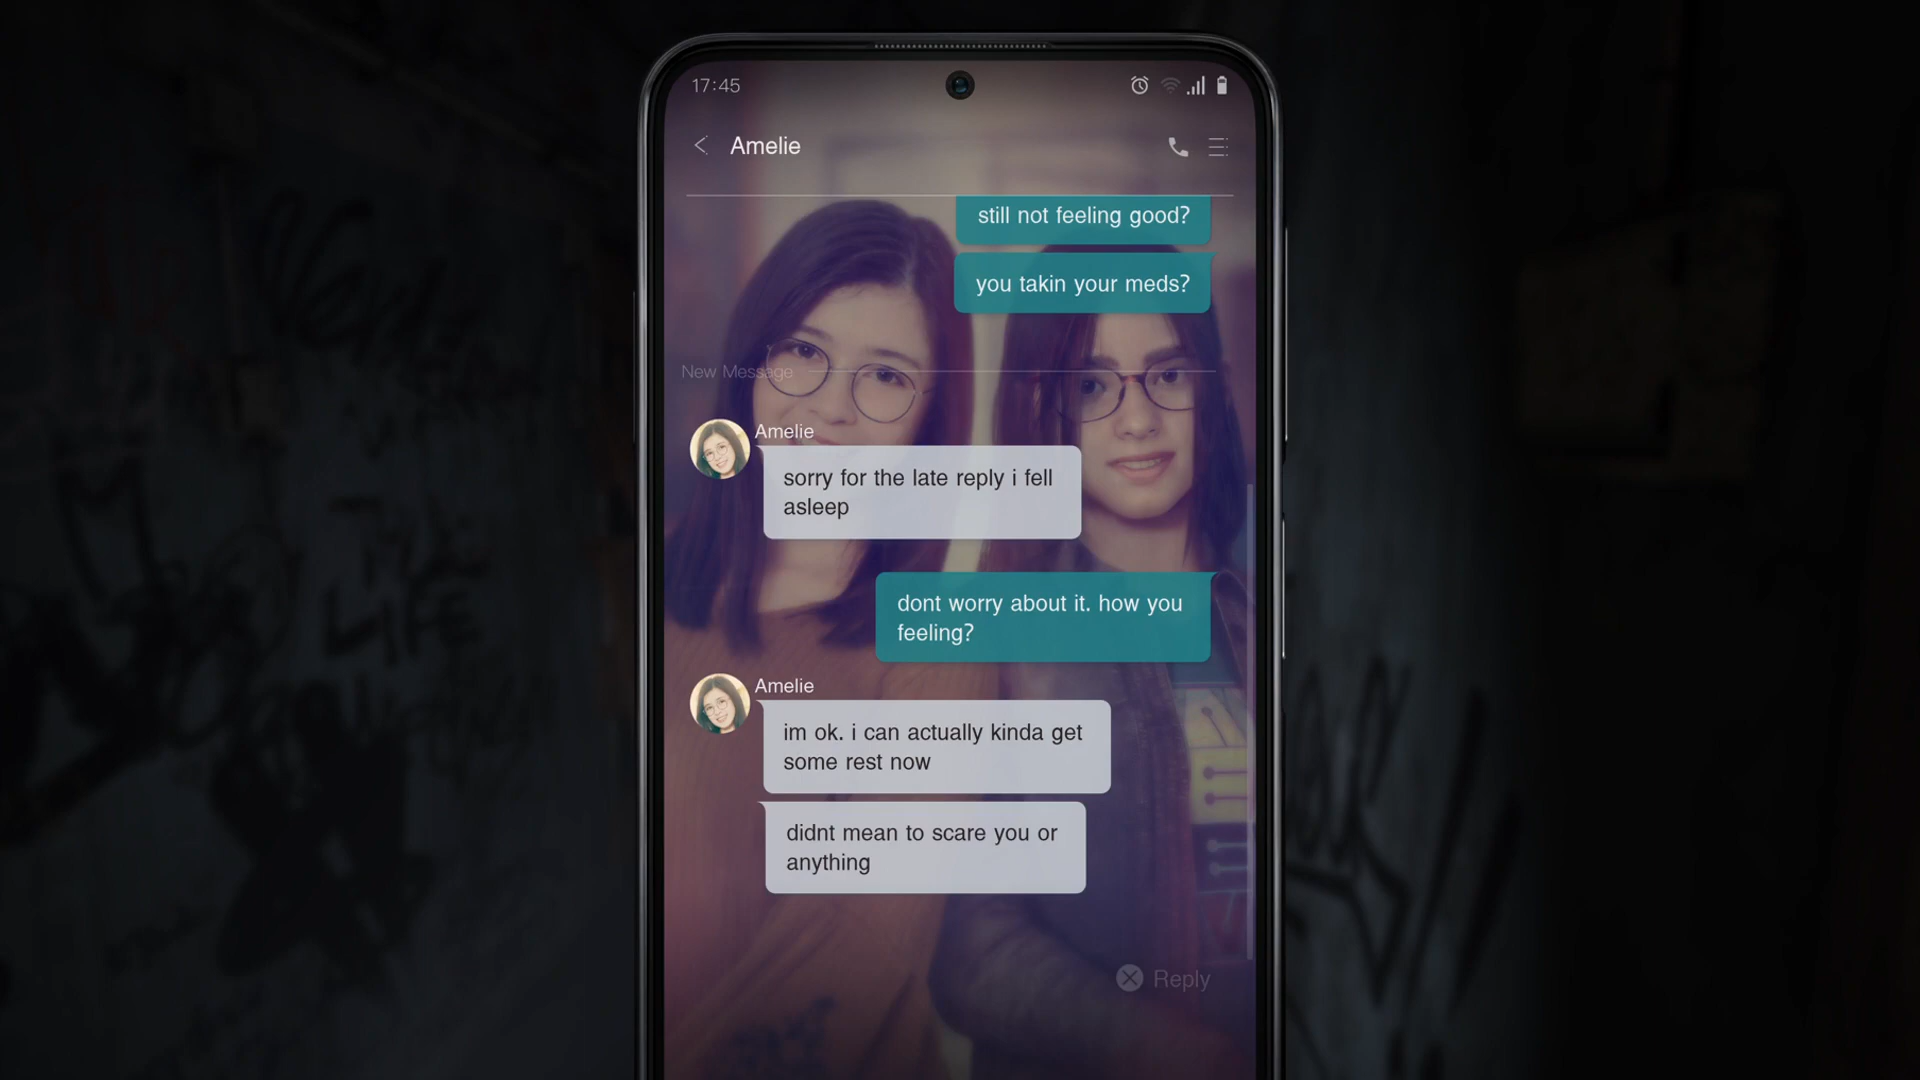 17:45
Amelie
still not feeling good?
you takin your meds?
New Message
Amelie
sorry for the late reply i fell
asleep
dont worry about it. how you
feeling?
Amelie
im ok. i can actually kinda get
some rest now
didnt mean to scare you or
anything
Reply
LIFE